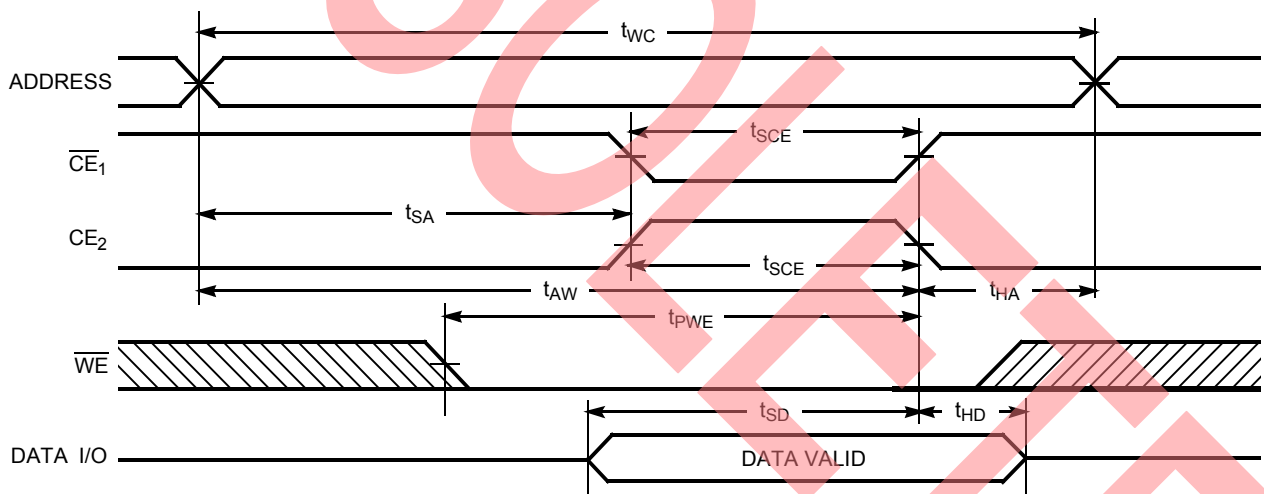 tWC
ADDRESS
tSCE
CE1
tSA
CE2
tSCE
tAW
tHA
tPWE
WE
tSD
tHD
DATA I/O
DATA VALID